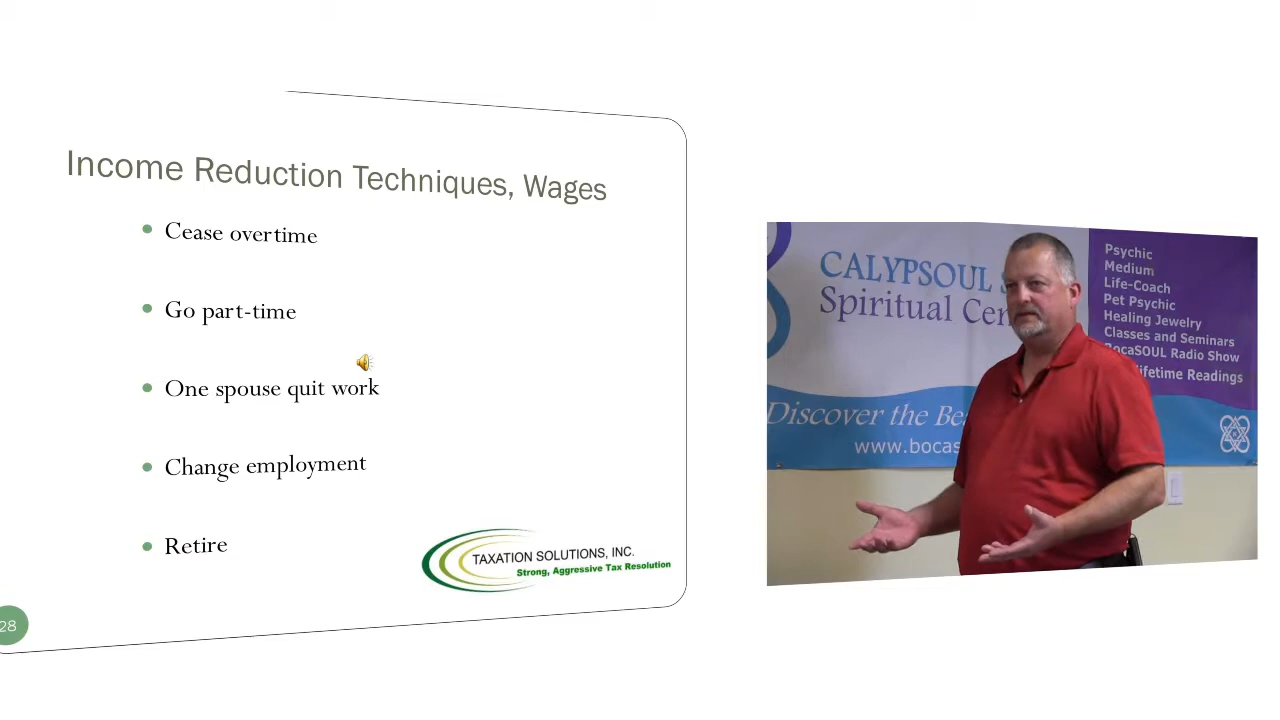 Income Reduction Techniques, Wages
Cease overtime
Go part-time
One spouse quit work
Change employment
Retire
TAXATION SOLUTIONS, INC.
Strong, Aggressive Tax Resolution
28
CALYPSOUL
Spiritual
Discover the
www.bocas
Psychic
Medium
Life-Coach
Pet Psychic
Healing Jewelry
Classes and Seminars
BocaSOUL Radio Show
ifetime Readings